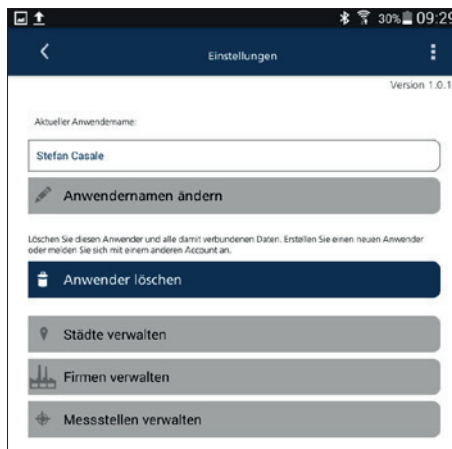 30% 09:29
Einstellungen
Version 1.0.1
Aktueller Anwendername:
Stefan Casale
Anwendernamen ändern
Löschen Sie diesen Anwender und alle damit verbundenen Daten. Erstellen Sie einen neuen Anwender
oder melden Sie sich mit einem anderen Account an.
Anwender löschen
Städte verwalten
Firmen verwalten
Messstellen verwalten